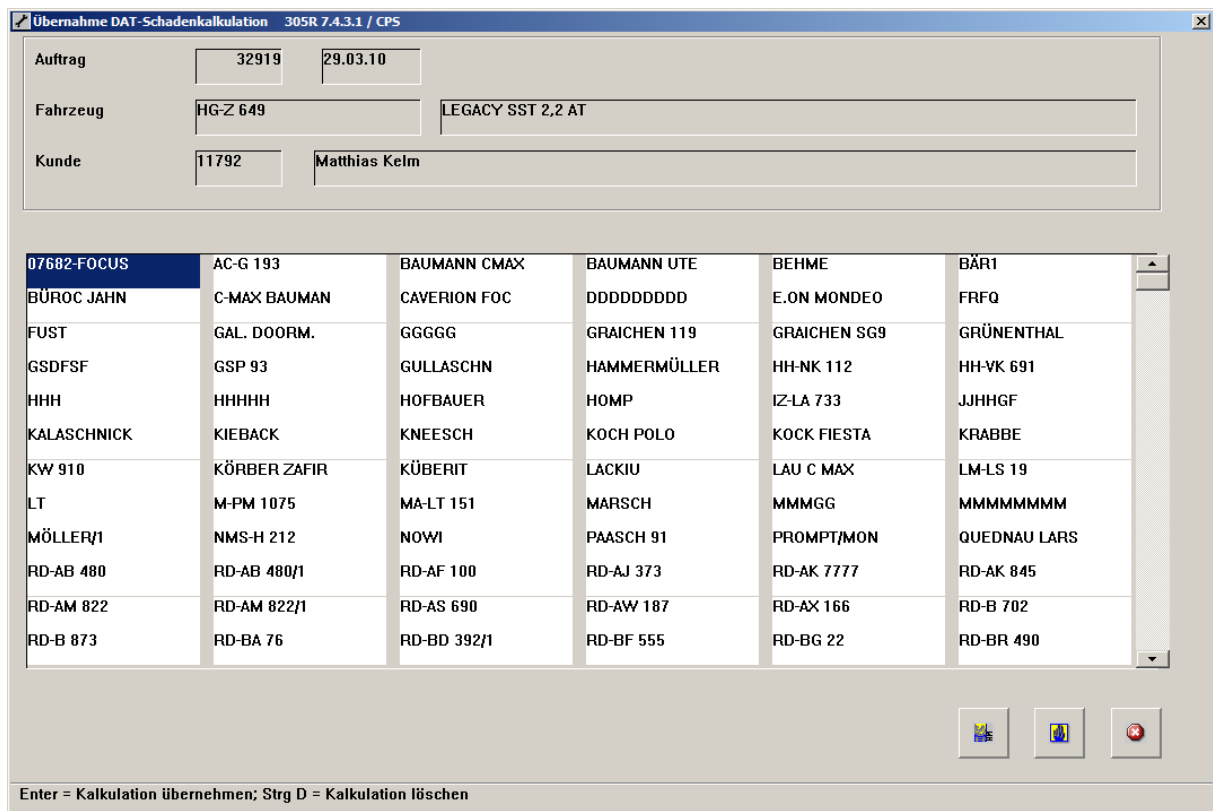 Übernahme DAT-Schadenkalkulation 305R 7.4.3.1 / CPS
Auftrag 32919 29.03.10
Fahrzeug HG-Z 649 LEGACY SST 2,2 AT
Kunde 11792 Matthias Kelm
07682-FOCUS AC-G 193 BAUMANN CMAX BAUMANN UTE BEHME BÄR1
BÜROC JAHN C-MAX BAUMAN CAVERION FOC DDDDDDDDD E.ON MONDEO FRFQ
FUST GAL. DOORM. GGGGG GRAICHEN 119 GRAICHEN SG9 GRÜNENTHAL
GSDFSF GSP 93 GULLASCHN HAMMERMÜLLER HH-NK 112 HH-VK 691
HHH HHHHH HOFBAUER HOMP IZ-LA 733 JJHHGF
KALASCHNICK KIEBACK KNEESCH KOCH POLO KOCK FIESTA KRABBE
KW 910 KÖRBER ZAFIR KÜBERIT LACKIU LAU C MAX LM-LS 19
LT M-PM 1075 MA-LT 151 MARSCH MMMGG MMMMMMMM
MÖLLER/1 NMS-H 212 NOWI PAASCH 91 PROMPT/MON QUEDNAU LARS
RD-AB 480 RD-AB 480/1 RD-AF 100 RD-AJ 373 RD-AK 7777 RD-AK 845
RD-AM 822 RD-AM 822/1 RD-AS 690 RD-AW 187 RD-AX 166 RD-B 702
RD-B 873 RD-BA 76 RD-BD 392/1 RD-BF 555 RD-BG 22 RD-BR 490
Enter = Kalkulation übernehmen; Strg D = Kalkulation löschen